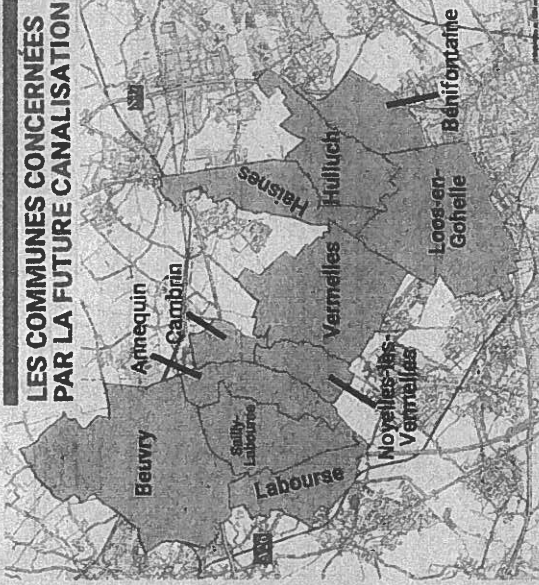 LES COMMUNES CONCERNÉES
PAR LA FUTURE CANALISATION
Annequin
Cambrin
Beuvry
Sailly-
Labourse
Labourse
Noyelles-lès-
Vermelles
Vermelles
Haisnes
Hulluch
Bénifontaine
Loos-en-
Gohelle